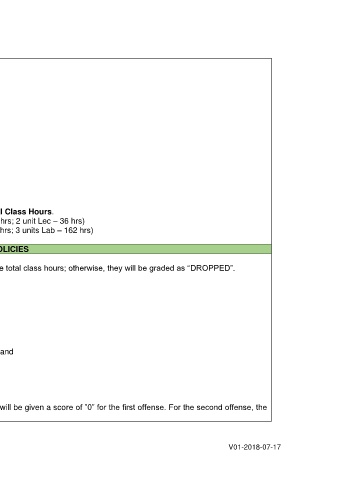 l Class Hours.
hrs; 2 unit Lec – 36 hrs)
hrs; 3 units Lab – 162 hrs)
OLICIES
e total class hours; otherwise, they will be graded as “DROPPED”.
and
will be given a score of "0" for the first offense. For the second offense, the
V01-2018-07-17